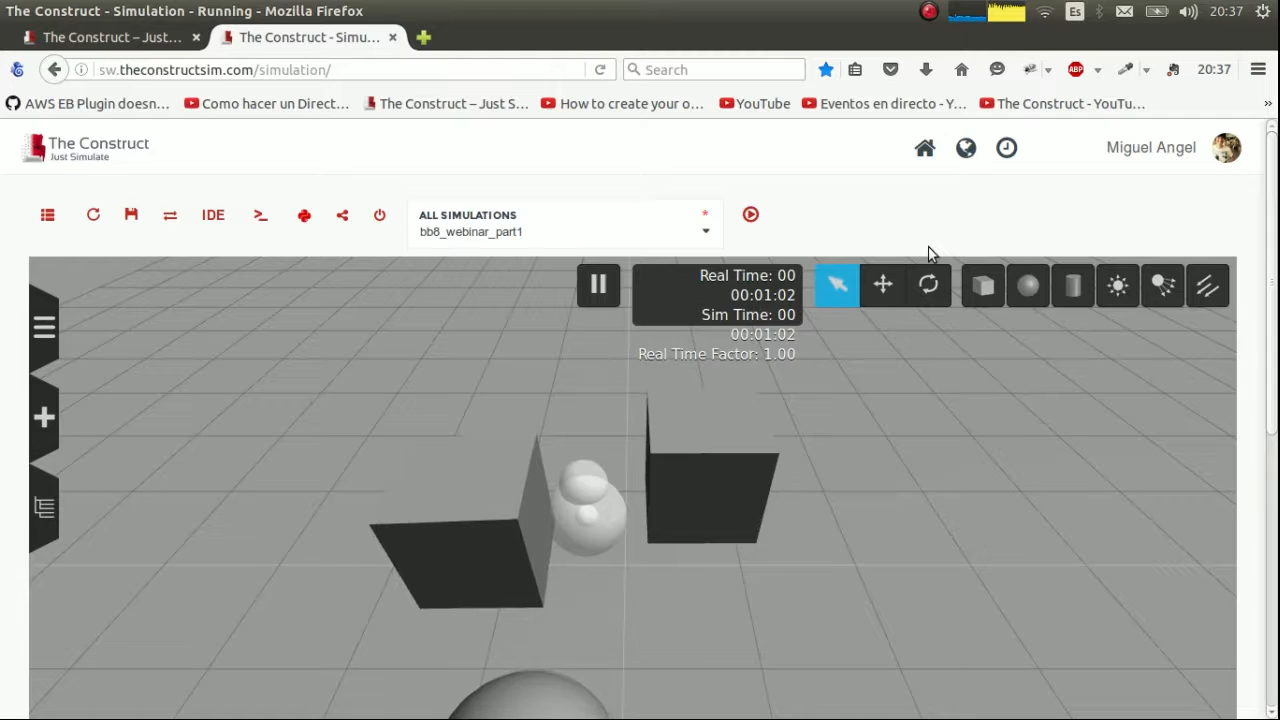 The Construct - Simulation - Running - Mozilla Firefox
Es
20:37
The Construct – Just...
The Construct - Simu...
sw.theconstructsim.com/simulation/
Search
ABP
20:37
AWS EB Plugin doesn...
Como hacer un Direct...
The Construct – Just S...
How to create your o...
YouTube
Eventos en directo - Y...
The Construct - YouTu...
»
The Construct
Just Simulate
Miguel Angel
IDE
ALL SIMULATIONS
*
bb8_webinar_part1
Real Time: 00
00:01:02
Sim Time: 00
00:01:02
Real Time Factor: 1.00